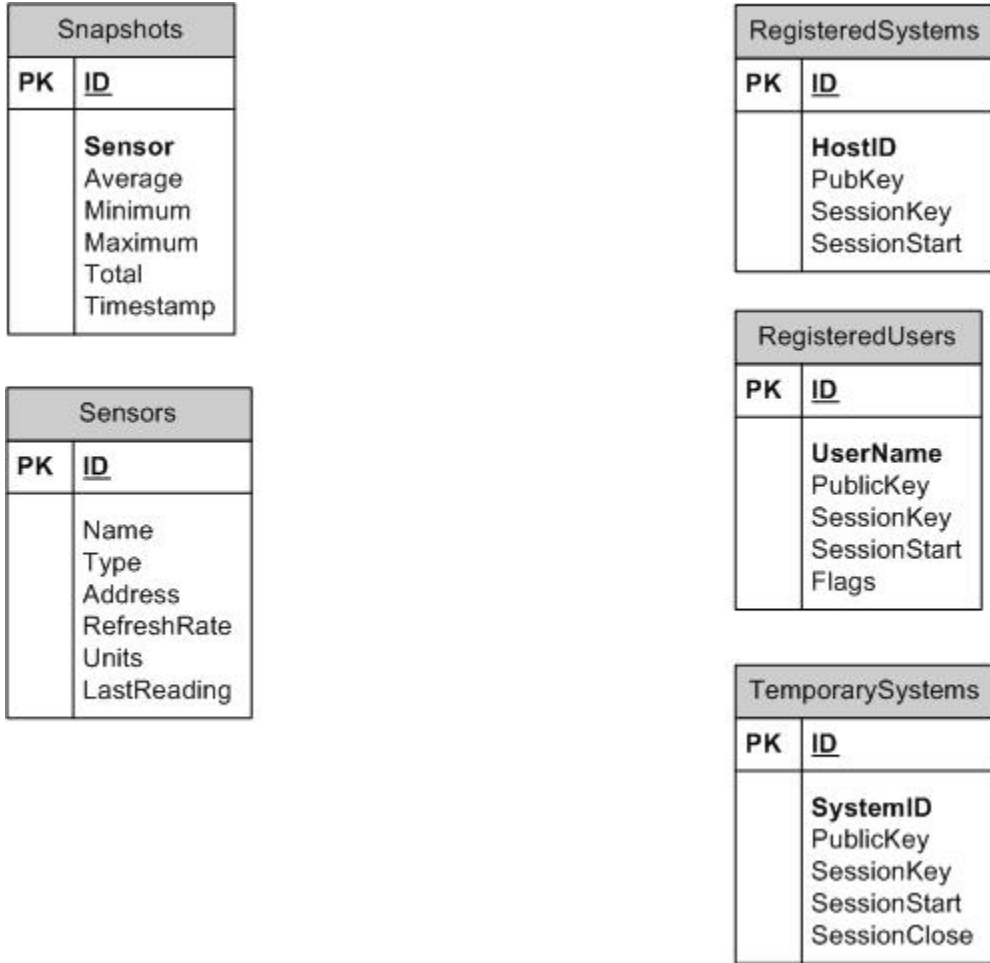 Snapshots
PK ID
Sensor
Average
Minimum
Maximum
Total
Timestamp
Sensors
PK ID
Name
Type
Address
RefreshRate
Units
LastReading
RegisteredSystems
PK ID
HostID
PubKey
SessionKey
SessionStart
RegisteredUsers
PK ID
UserName
PublicKey
SessionKey
SessionStart
Flags
TemporarySystems
PK ID
SystemID
PublicKey
SessionKey
SessionStart
SessionClose